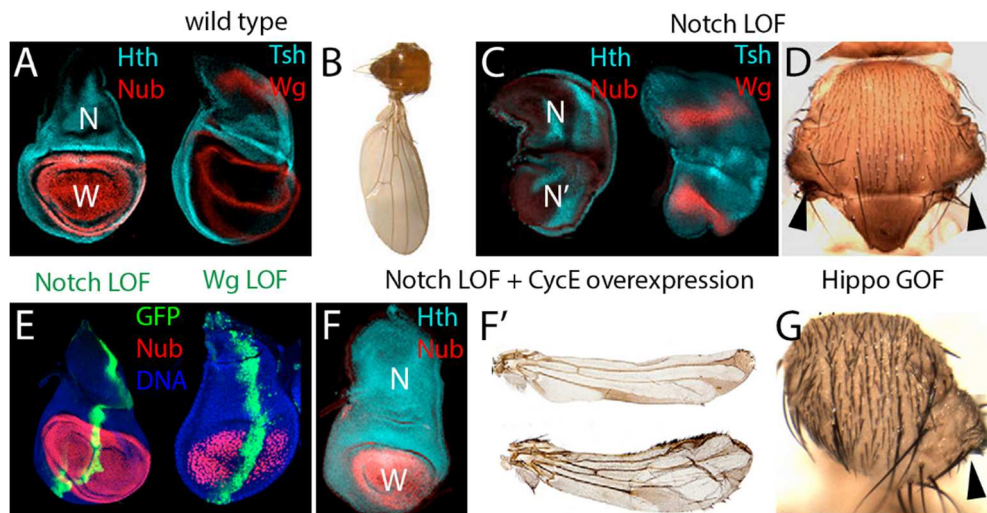 wild type
Notch LOF
A
Hth
Nub
N
W
Tsh
Wg
B
C
Hth
Nub
N
N'
Tsh
Wg
D
Notch LOF
Wg LOF
Notch LOF + CycE overexpression
Hippo GOF
E
GFP
Nub
DNA
F
Hth
Nub
N
W
F'
G